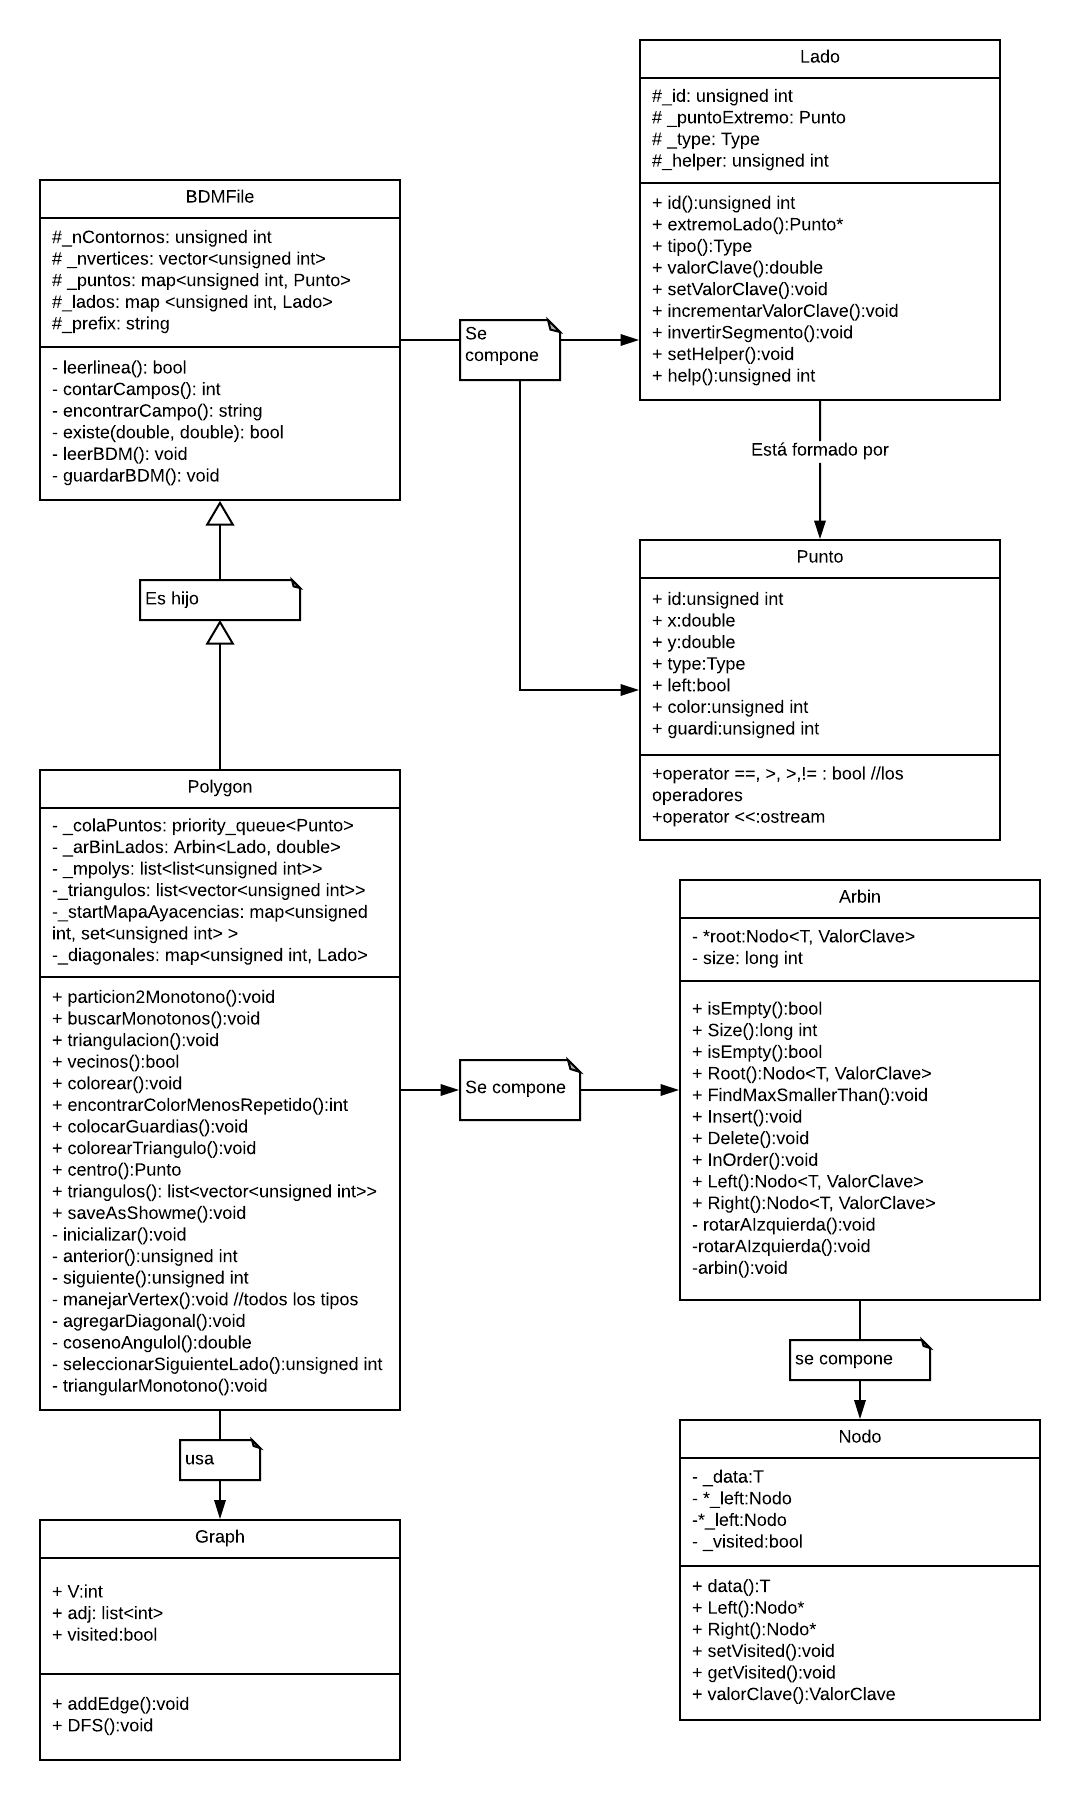 Lado
#_id: unsigned int
# _puntoExtremo: Punto
# _type: Type
#_helper: unsigned int
+ id():unsigned int
+ extremoLado():Punto*
+ tipo():Type
+ valorClave():double
+ setValorClave():void
+ incrementarValorClave():void
+ invertirSegmento():void
+ setHelper():void
+ help():unsigned int
BDMFile
#_nContornos: unsigned int
# _nvertices: vector<unsigned int>
# _puntos: map<unsigned int, Punto>
#_lados: map <unsigned int, Lado>
#_prefix: string
- leerlinea(): bool
- contarCampos(): int
- encontrarCampo(): string
- existe(double, double): bool
- leerBDM(): void
- guardarBDM(): void
Se
compone
Está formado por
Es hijo
Punto
+ id:unsigned int
+ x:double
+ y:double
+ type:Type
+ left:bool
+ color:unsigned int
+ guardi:unsigned int
+operator ==, >, >,!= : bool //los
operadores
+operator <<:ostream
Polygon
- _colaPuntos: priority_queue<Punto>
- _arBinLados: Arbin<Lado, double>
- _mpolys: list<list<unsigned int>>
-_triangulos: list<vector<unsigned int>>
-_startMapaAyacencias: map<unsigned
int, set<unsigned int> >
-_diagonales: map<unsigned int, Lado>
+ particion2Monotono():void
+ buscarMonotonos():void
+ triangulacion():void
+ vecinos():bool
+ colorear():void
+ encontrarColorMenosRepetido():int
+ colocarGuardias():void
+ colorearTriangulo():void
+ centro():Punto
+ triangulos(): list<vector<unsigned int>>
+ saveAsShowme():void
- inicializar():void
- anterior():unsigned int
- siguiente():unsigned int
- manejarVertex():void //todos los tipos
- agregarDiagonal():void
- cosenoAngulol():double
- seleccionarSiguienteLado():unsigned int
- triangularMonotono():void
Se compone
Arbin
- *root:Nodo<T, ValorClave>
- size: long int
+ isEmpty():bool
+ Size():long int
+ isEmpty():bool
+ Root():Nodo<T, ValorClave>
+ FindMaxSmallerThan():void
+ Insert():void
+ Delete():void
+ InOrder():void
+ Left():Nodo<T, ValorClave>
+ Right():Nodo<T, ValorClave>
- rotarAIzquierda():void
-rotarAIzquierda():void
-arbin():void
se compone
usa
Nodo
- _data:T
- *_left:Nodo
-*_left:Nodo
- _visited:bool
+ data():T
+ Left():Nodo*
+ Right():Nodo*
+ setVisited():void
+ getVisited():void
+ valorClave():ValorClave
Graph
+ V:int
+ adj: list<int>
+ visited:bool
+ addEdge():void
+ DFS():void